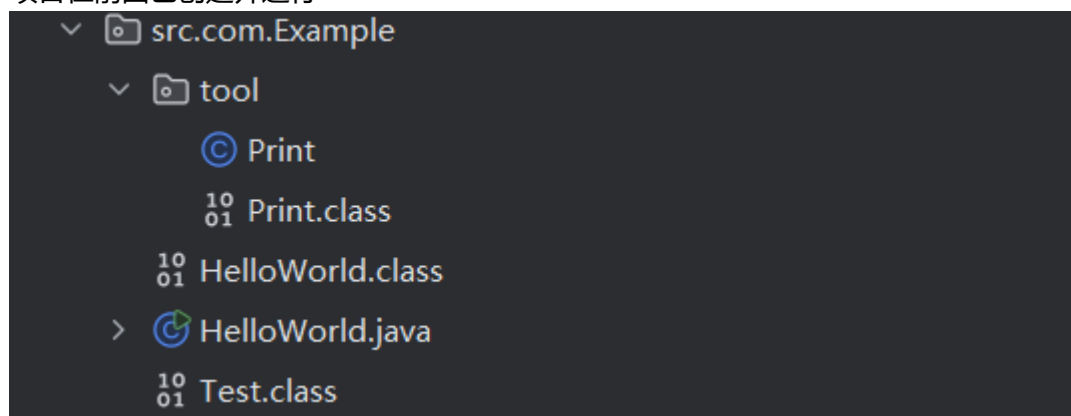 src.com.Example
tool
Print
Print.class
HelloWorld.class
HelloWorld.java
Test.class